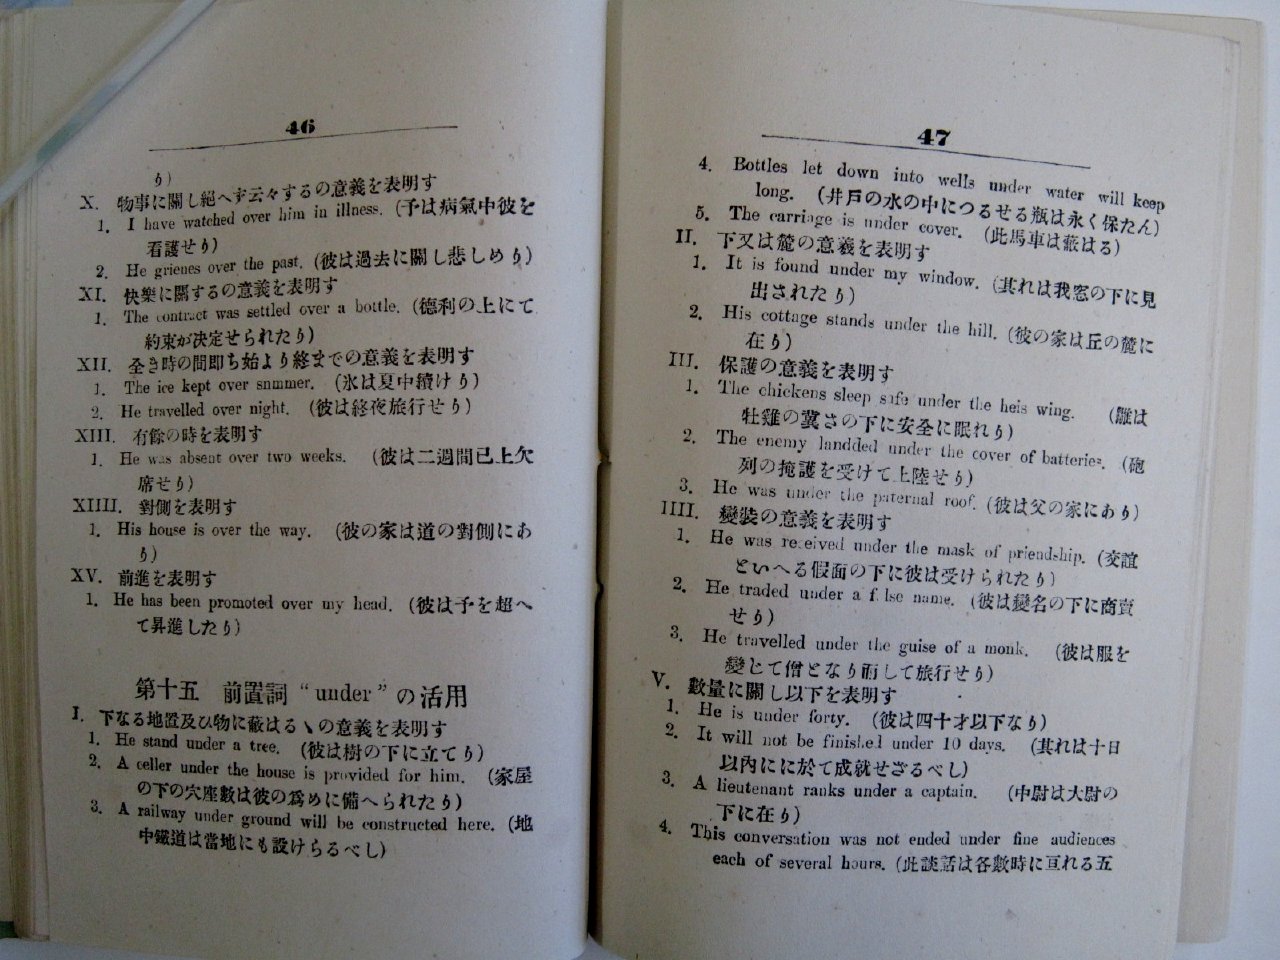 46
り)
X. 物事に關し絕へず云々するの意義を表明す
1. I have watched over him in illness. (予は病氣中彼を
看護せり)
2. He grienes over the past. (彼は過去に關し悲しめり)
XI. 快樂に關するの意義を表明す
1. The contract was settled over a bottle. (德利の上にて
約束が決定せられたり)
XII. 全き時の間卽ち始より終までの意義を表明す
1. The ice kept over snmmer. (氷は夏中續けり)
2. He travelled over night. (彼は終夜旅行せり)
XIII. 有餘の時を表明す
1. He was absent over two weeks. (彼は二週間已上欠
席せり)
XIIII. 對側を表明す
1. His house is over the way. (彼の家は道の對側にあ
り)
XV. 前進を表明す
1. He has been promoted over my head. (彼は予を超へ
て昇進したり)
第十五 前置詞 “under” の活用
I. 下なる地置及ひ物に蔽はるヽの意義を表明す
1. He stand under a tree. (彼は樹の下に立てり)
2. A celler under the house is provided for him. (家屋
の下の穴座敷は彼の爲めに備へられたり)
3. A railway under ground will be constructed here. (地
中鐵道は當地にも設けらるべし)
47
4. Bottles let down into wells under water will keep
long. (井戶の水の中につるせる瓶は永く保たん)
5. The carriage is under cover. (此馬車は蔽はる)
II. 下又は麓の意義を表明す
1. It is found under my window. (其れは我窓の下に見
出されたり)
2. His cottage stands under the hill. (彼の家は丘の麓に
在り)
III. 保護の意義を表明す
1. The chickens sleep safe under the heis wing. (雛は
牡雞の翼さの下に安全に眠れり)
2. The enemy landded under the cover of batteries. (砲
列の掩護を受けて上陸せり)
3. He was under the paternal roof. (彼は父の家にあり)
IIII. 變裝の意義を表明す
1. He was received under the mask of priendship. (交誼
といへる假面の下に彼は受けられたり)
2. He traded under a false name. (彼は變名の下に商賣
せり)
3. He travelled under the guise of a monk. (彼は服を
變じて僧となり而して旅行せり)
V. 數量に關し以下を表明す
1. He is under forty. (彼は四十才以下なり)
2. It will not be finished under 10 days. (其れは十日
以內にに於て成就せざるべし)
3. A lieutenant ranks under a captain. (中尉は大尉の
下に在り)
4. This conversation was not ended under fine audiences
each of several hours. (此談話は各數時に亘れる五